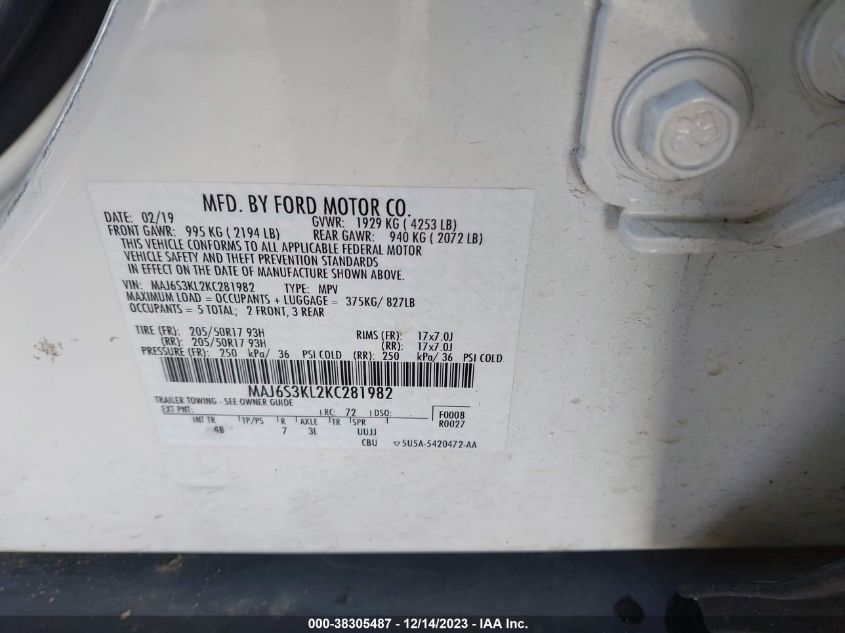 MFD. BY FORD MOTOR CO.
DATE: 02/19 GVWR: 1929 KG ( 4253 LB)
FRONT GAWR: 995 KG ( 2194 LB) REAR GAWR: 940 KG ( 2072 LB)
THIS VEHICLE CONFORMS TO ALL APPLICABLE FEDERAL MOTOR
VEHICLE SAFETY AND THEFT PREVENTION STANDARDS
IN EFFECT ON THE DATE OF MANUFACTURE SHOWN ABOVE.
VIN: MAJ6S3KL2KC281982 TYPE: MPV
MAXIMUM LOAD = OCCUPANTS + LUGGAGE = 375KG/ 827LB
OCCUPANTS = 5 TOTAL; 2 FRONT, 3 REAR
TIRE (FR): 205/50R17 93H RIMS (FR): 17x7.0J
(RR): 205/50R17 93H (RR): 17x7.0J
PRESSURE (FR): 250 kPa/ 36 PSI COLD (RR): 250 kPa/ 36 PSI COLD
MAJ6S3KL2KC281982
TRAILER TOWING - SEE OWNER GUIDE
EXT PNT: RC: 72 DSO: F0008
INT TR TP/PS R AXLE TR SPR R0027
4B 7 3L UUJJ
CBU 5U5A-5420472-AA
8.8
000-38305487 - 12/14/2023 - IAA Inc.